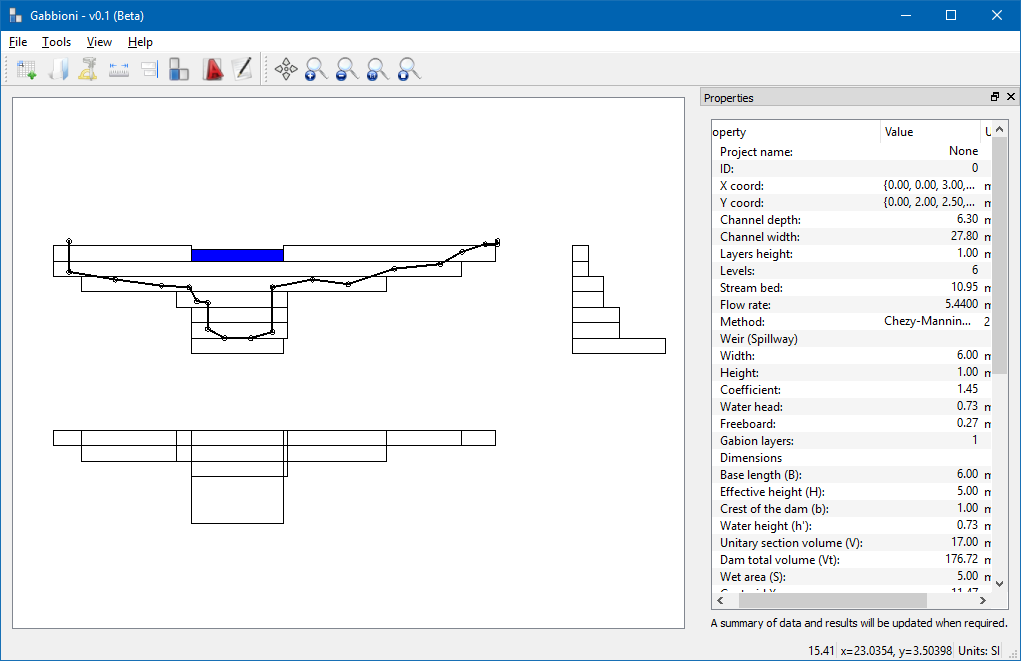 Gabbioni - v0.1 (Beta)
File Tools View Help
Properties
operty Value U
Project name: None
ID: 0
X coord: {0.00, 0.00, 3.00,... m
Y coord: {0.00, 2.00, 2.50,... m
Channel depth: 6.30 m
Channel width: 27.80 m
Layers height: 1.00 m
Levels: 6
Stream bed: 10.95 m
Flow rate: 5.4400 m
Method: Chezy-Mannin... 2
Weir (Spillway)
Width: 6.00 m
Height: 1.00 m
Coefficient: 1.45
Water head: 0.73 m
Freeboard: 0.27 m
Gabion layers: 1
Dimensions
Base length (B): 6.00 m
Effective height (H): 5.00 m
Crest of the dam (b): 1.00 m
Water height (h'): 0.73 m
Unitary section volume (V): 17.00 m
Dam total volume (Vt): 176.72 m
Wet area (S): 5.00 m
A summary of data and results will be updated when required.
15.41 x=23.0354, y=3.50398 Units: SI